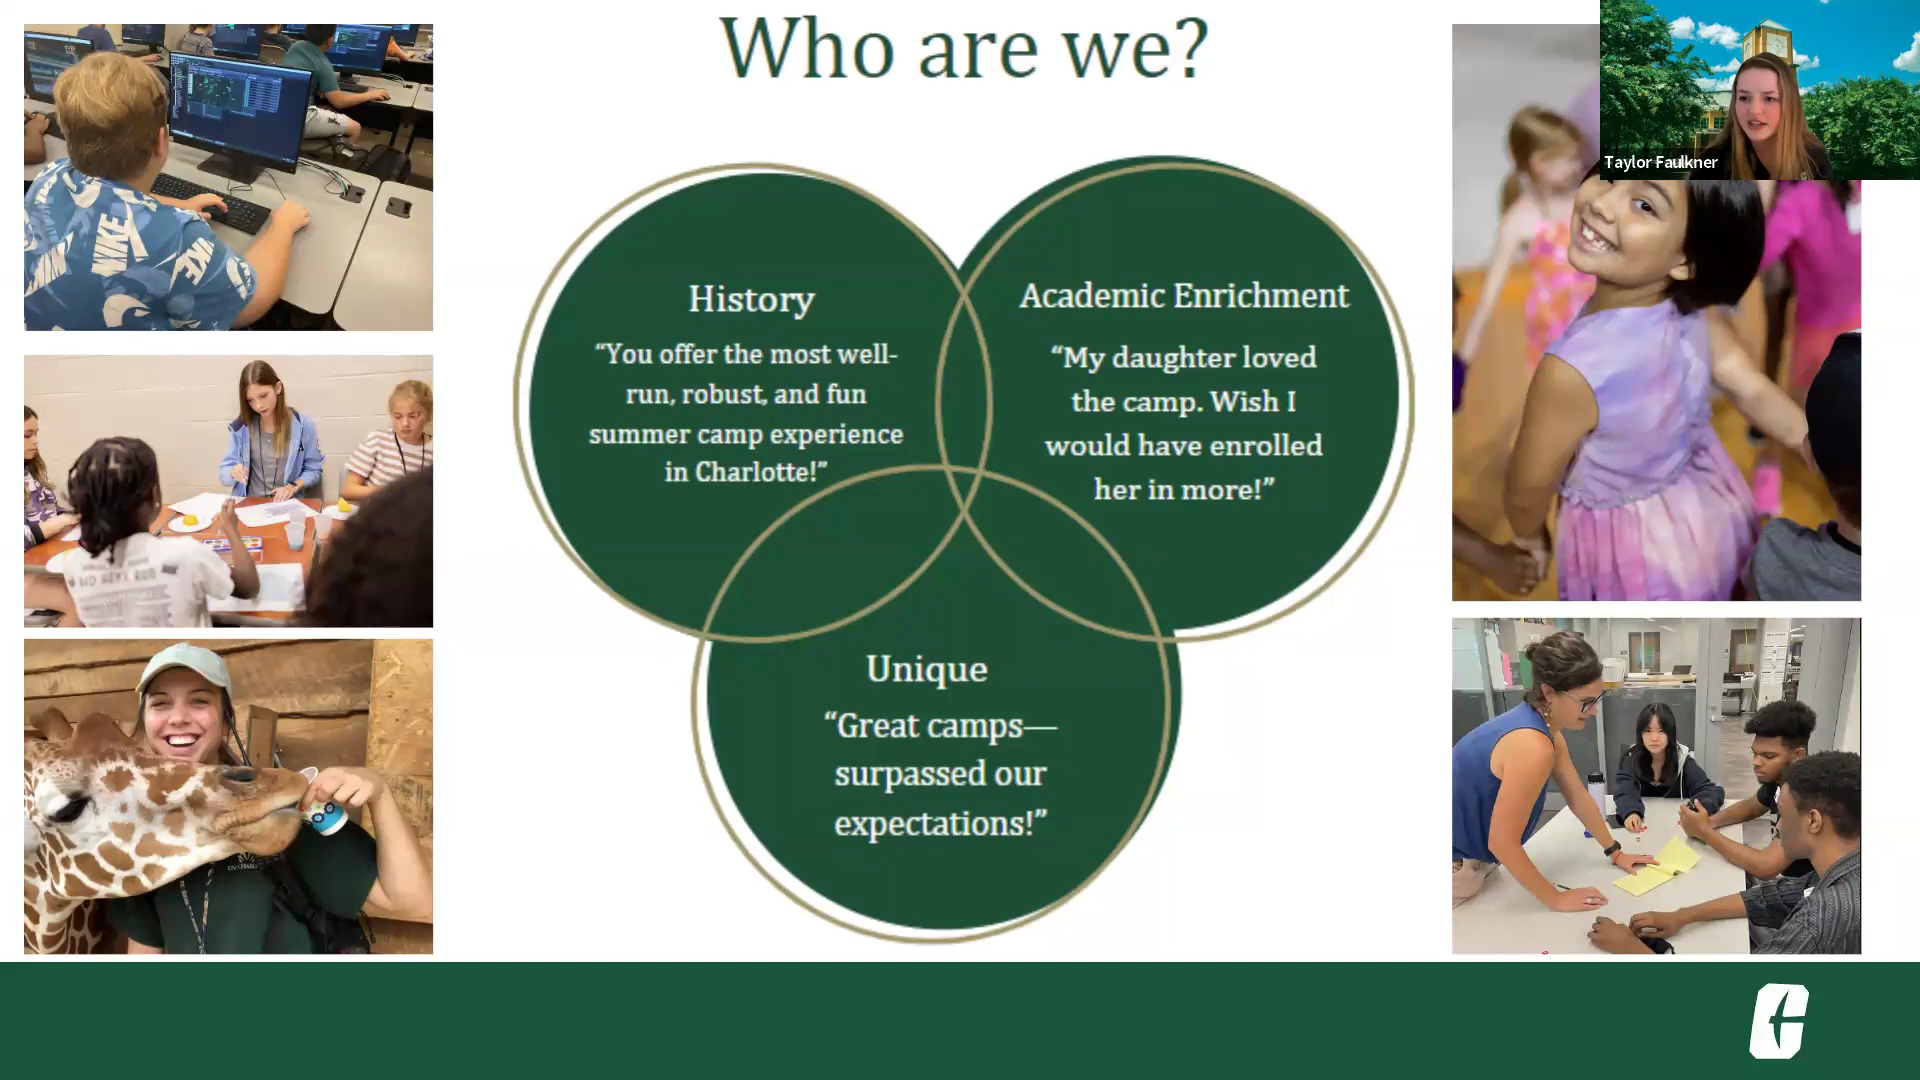 Who are we?
Taylor Faulkner
History
“You offer the most well-
run, robust, and fun
summer camp experience
in Charlotte!”
Academic Enrichment
“My daughter loved
the camp. Wish I
would have enrolled
her in more!”
Unique
“Great camps—
surpassed our
expectations!”
NIKE